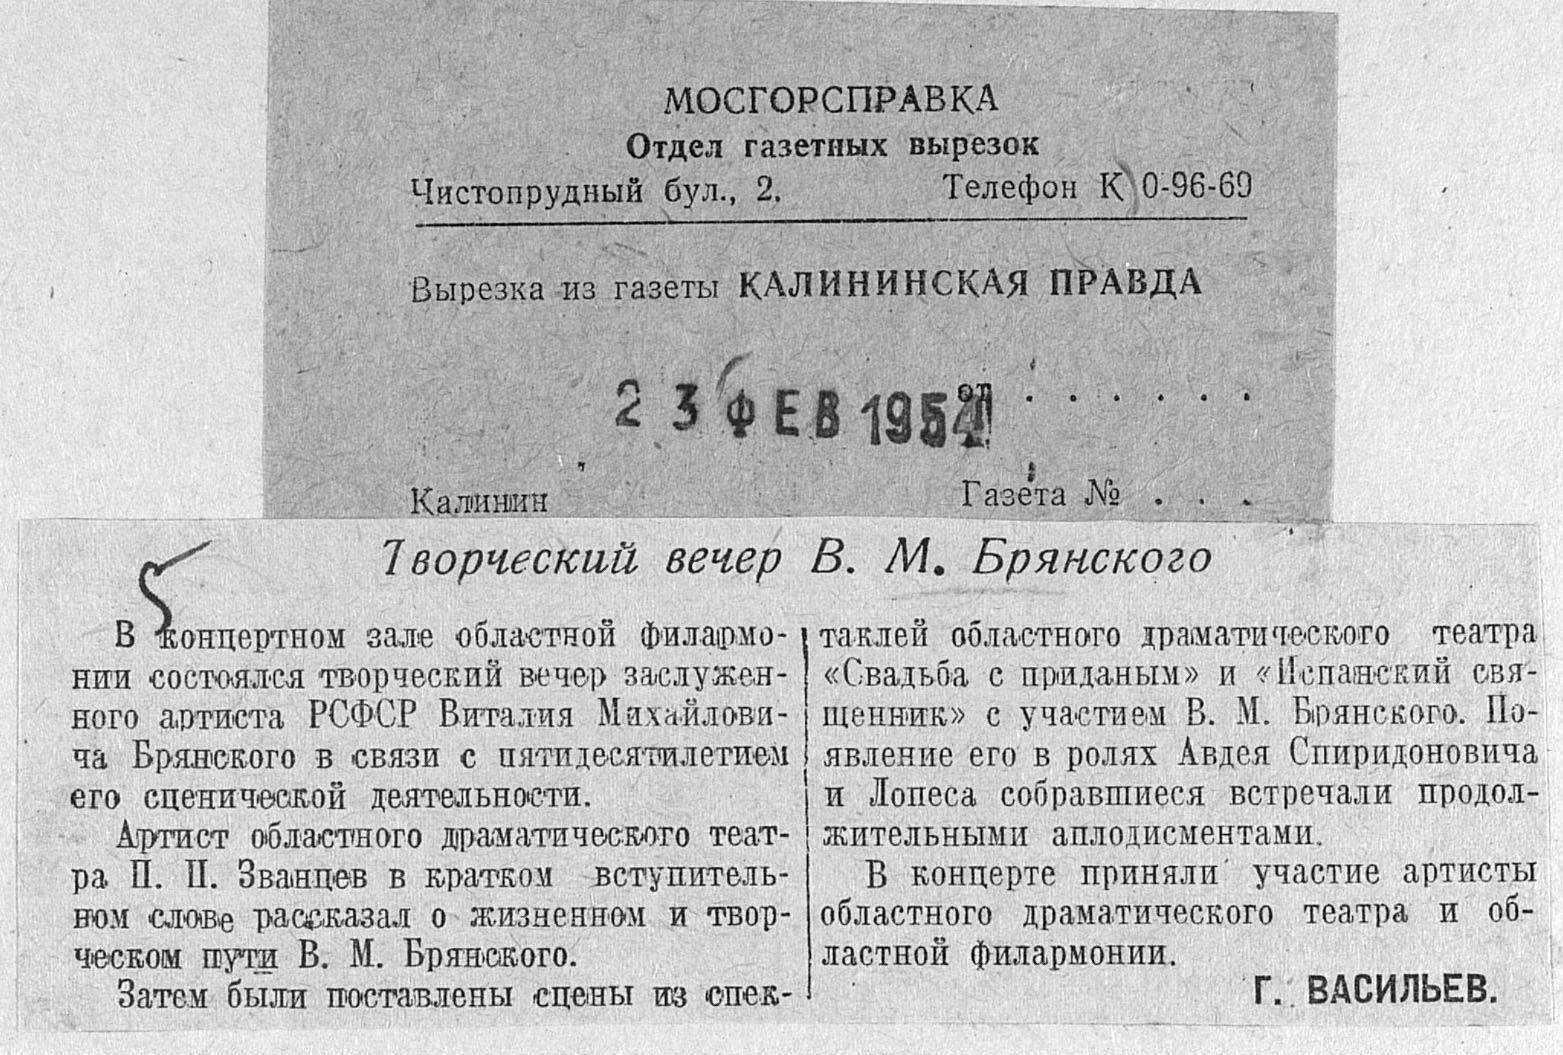 МОСГОРСПРАВКА
Отдел газетных вырезок
Чистопрудный бул., 2. Телефон К 0-96-69
Вырезка из газеты КАЛИНИНСКАЯ ПРАВДА
23 ФЕВ 1954 от . . . . . .
Калинин Газета № . . .
Творческий вечер В. М. Брянского
В концертном зале областной филармо-
нии состоялся творческий вечер заслужен-
ного артиста РСФСР Виталия Михайлови-
ча Брянского в связи с пятидесятилетием
его сценической деятельности.
Артист областного драматического теат-
ра П. П. Званцев в кратком вступитель-
ном слове рассказал о жизненном и твор-
ческом пути В. М. Брянского.
Затем были поставлены сцены из спек-
таклей областного драматического театра
«Свадьба с приданым» и «Испанский свя-
щенник» с участием В. М. Брянского. По-
явление его в ролях Авдея Спиридоновича
и Лопеса собравшиеся встречали продол-
жительными аплодисментами.
В концерте приняли участие артисты
областного драматического театра и об-
ластной филармонии.
Г. ВАСИЛЬЕВ.